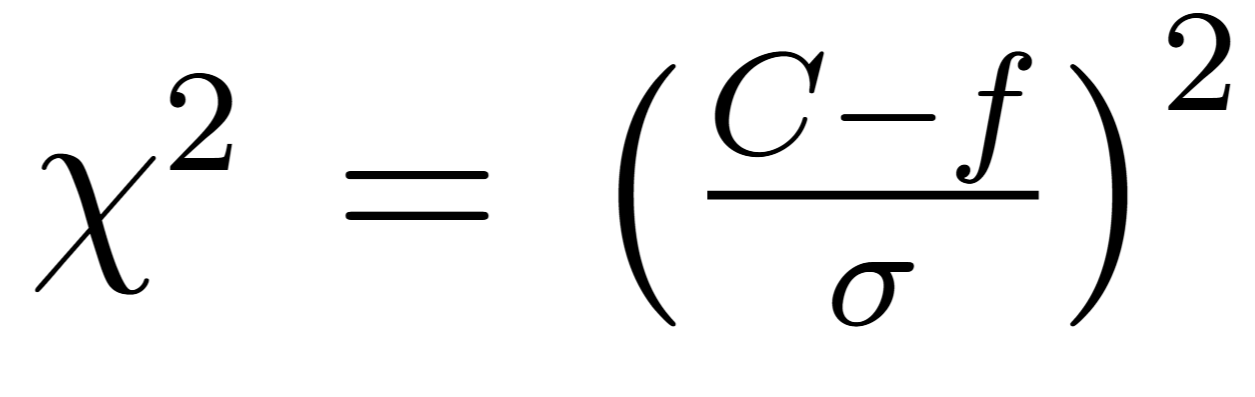 χ² = (C−f / σ)²